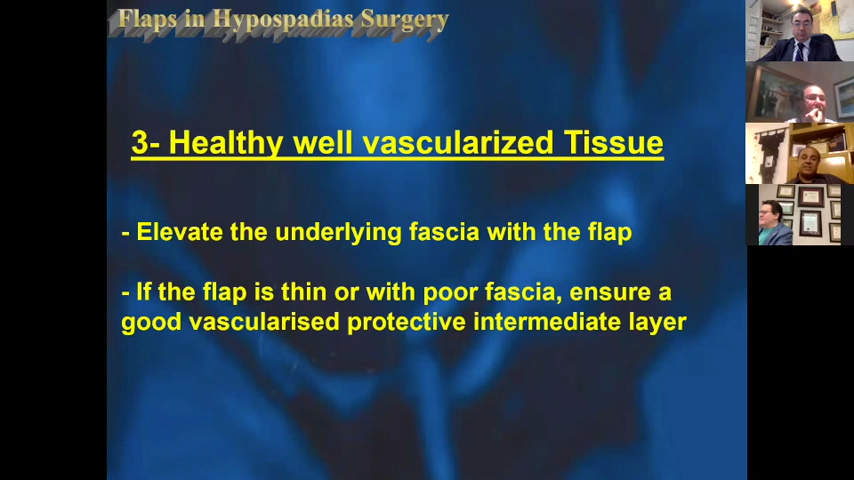 Flaps in Hypospadias Surgery
3- Healthy well vascularized Tissue
- Elevate the underlying fascia with the flap
- If the flap is thin or with poor fascia, ensure a
good vascularised protective intermediate layer